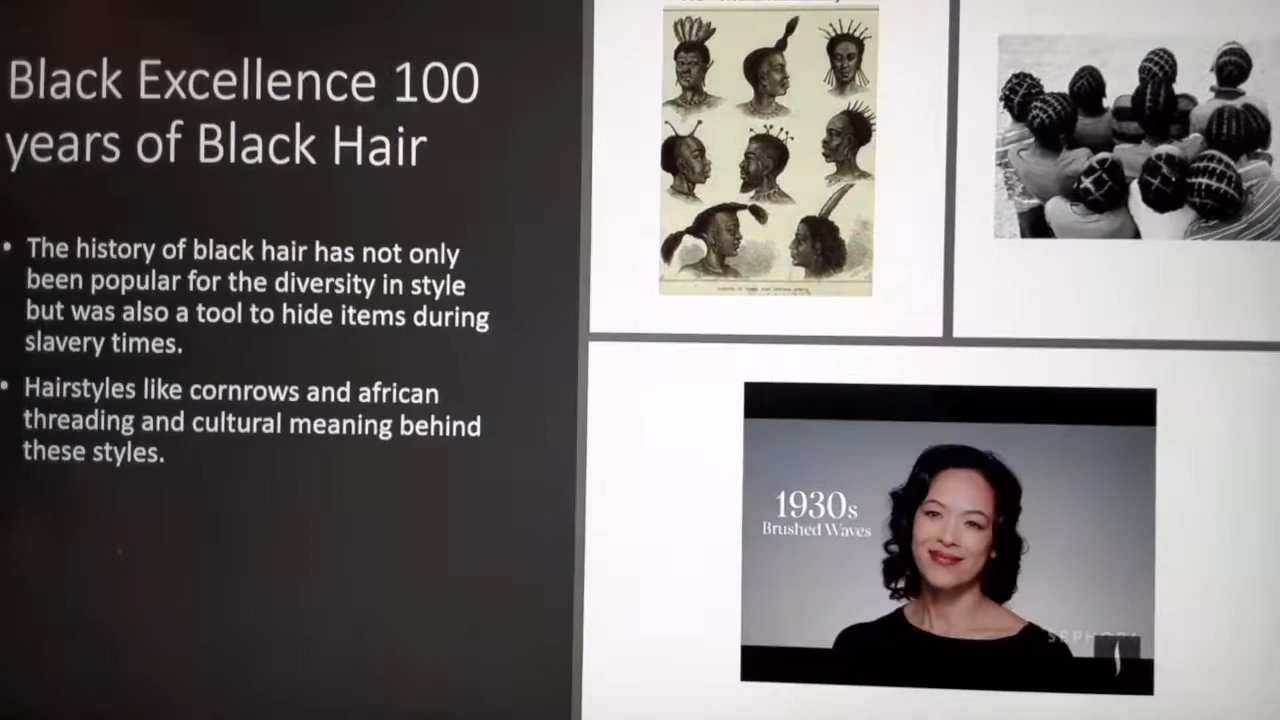 Black Excellence 100
years of Black Hair
• The history of black hair has not only
been popular for the diversity in style
but was also a tool to hide items during
slavery times.
• Hairstyles like cornrows and african
threading and cultural meaning behind
these styles.
1930s
Brushed Waves
SEPHORA